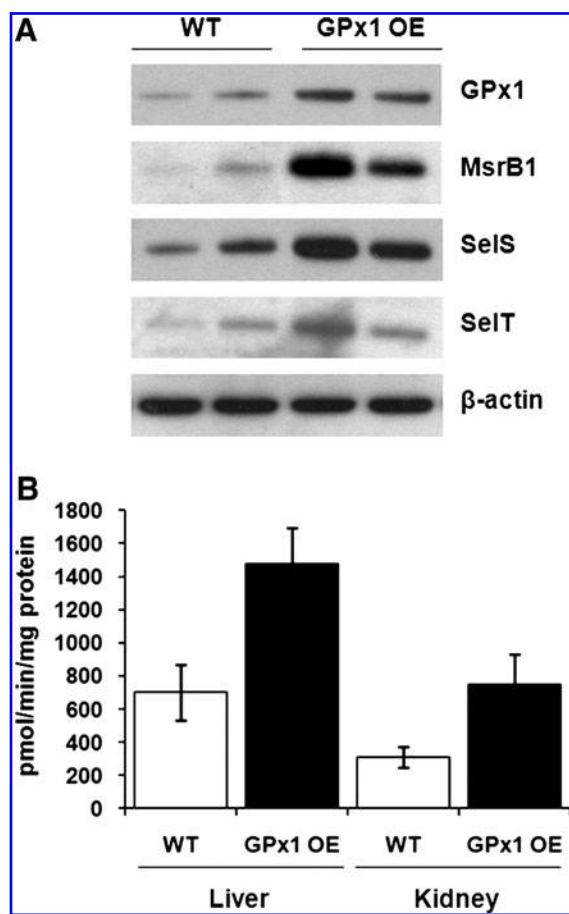 A
WT GPx1 OE
GPx1
MsrB1
SelS
SelT
β-actin
B
pmol/min/mg protein
1800
1600
1400
1200
1000
800
600
400
200
0
WT GPx1 OE WT GPx1 OE
Liver Kidney